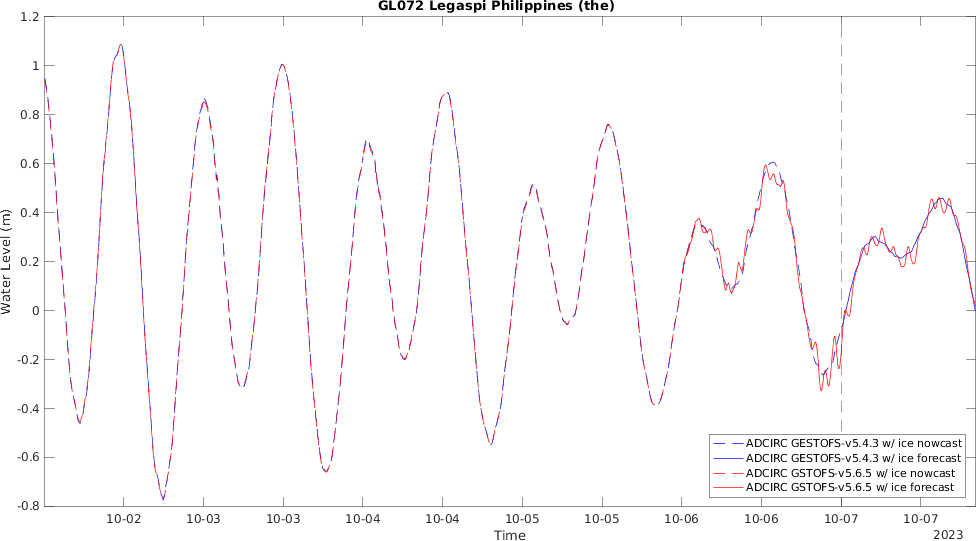 GL072 Legaspi Philippines (the)
1.2
1
0.8
0.6
0.4
0.2
0
-0.2
-0.4
-0.6
-0.8
Water Level (m)
ADCIRC GESTOFS-v5.4.3 w/ ice nowcast
ADCIRC GESTOFS-v5.4.3 w/ ice forecast
ADCIRC GSTOFS-v5.6.5 w/ ice nowcast
ADCIRC GSTOFS-v5.6.5 w/ ice forecast
10-02 10-03 10-03 10-04 10-04 10-05 10-05 10-06 10-06 10-07 10-07
Time
2023